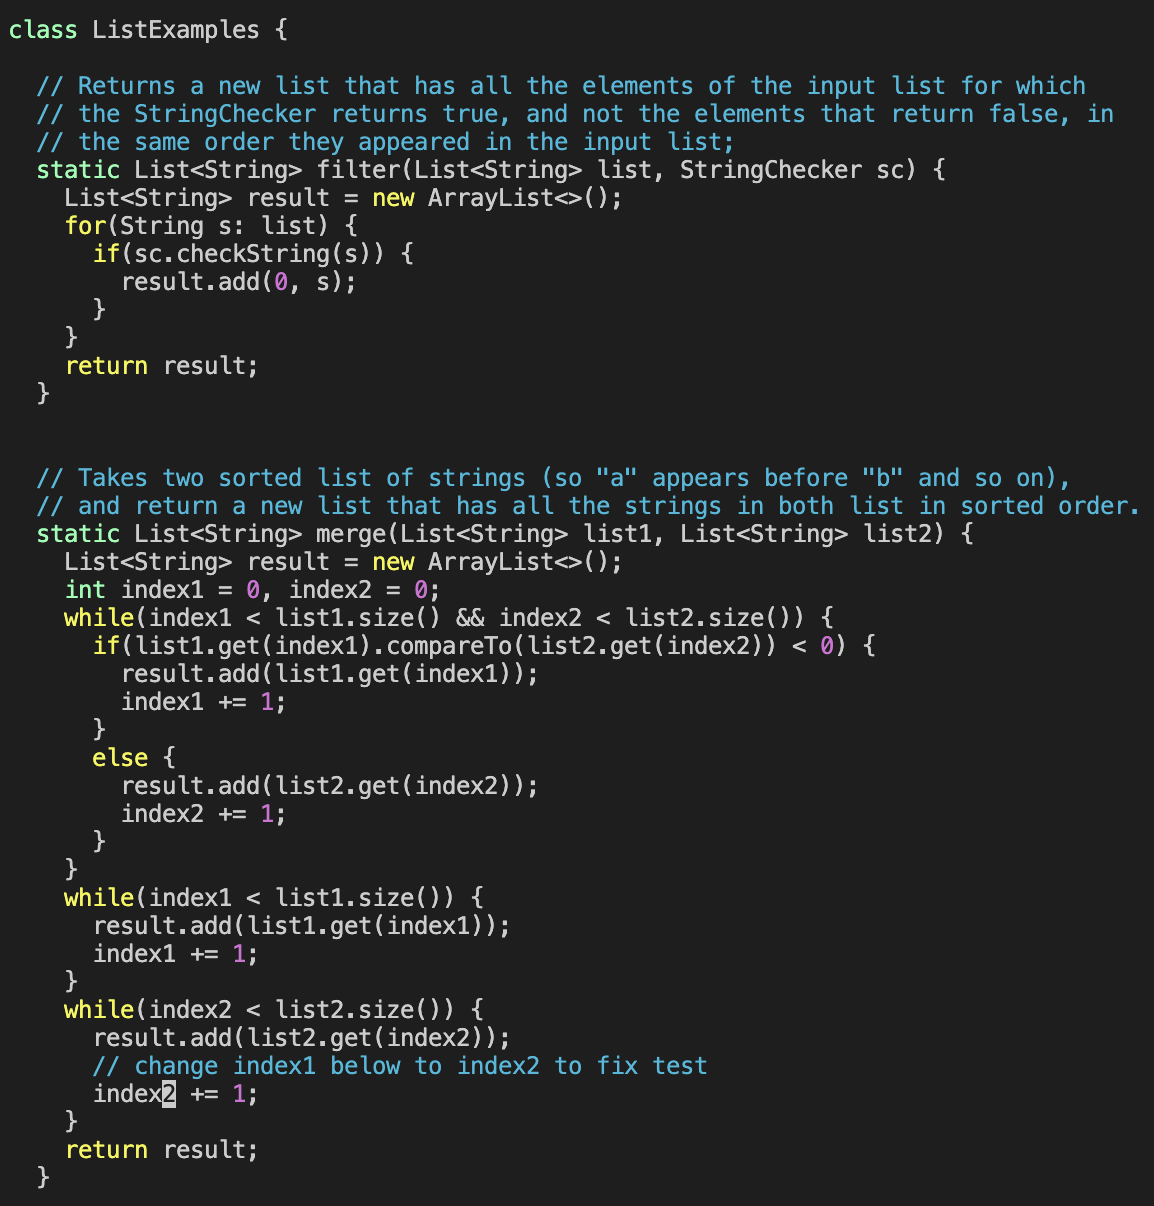 class ListExamples {
  // Returns a new list that has all the elements of the input list for which
  // the StringChecker returns true, and not the elements that return false, in
  // the same order they appeared in the input list;
  static List<String> filter(List<String> list, StringChecker sc) {
    List<String> result = new ArrayList<>();
    for(String s: list) {
      if(sc.checkString(s)) {
        result.add(0, s);
      }
    }
    return result;
  }
  // Takes two sorted list of strings (so "a" appears before "b" and so on),
  // and return a new list that has all the strings in both list in sorted order.
  static List<String> merge(List<String> list1, List<String> list2) {
    List<String> result = new ArrayList<>();
    int index1 = 0, index2 = 0;
    while(index1 < list1.size() && index2 < list2.size()) {
      if(list1.get(index1).compareTo(list2.get(index2)) < 0) {
        result.add(list1.get(index1));
        index1 += 1;
      }
      else {
        result.add(list2.get(index2));
        index2 += 1;
      }
    }
    while(index1 < list1.size()) {
      result.add(list1.get(index1));
      index1 += 1;
    }
    while(index2 < list2.size()) {
      result.add(list2.get(index2));
      // change index1 below to index2 to fix test
      index2 += 1;
    }
    return result;
  }